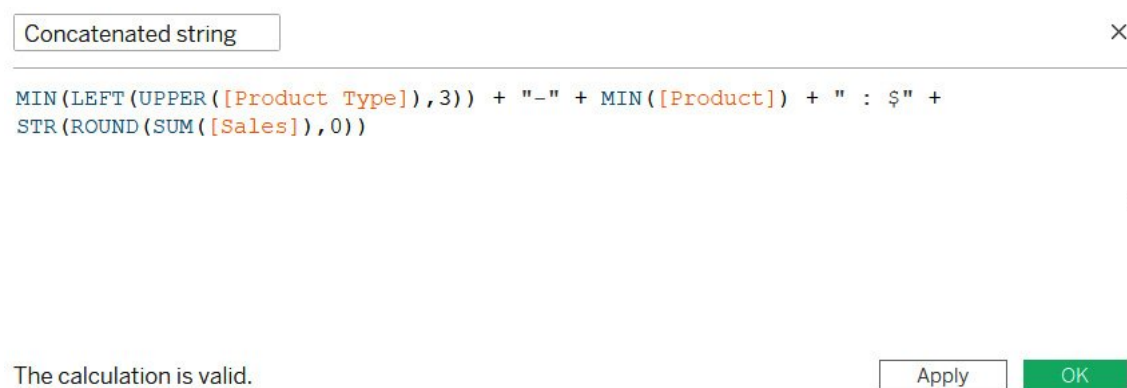 Concatenated string
MIN(LEFT(UPPER([Product Type]),3)) + "-" + MIN([Product]) + " : $" +
STR(ROUND(SUM([Sales]),0))
The calculation is valid.
Apply
OK